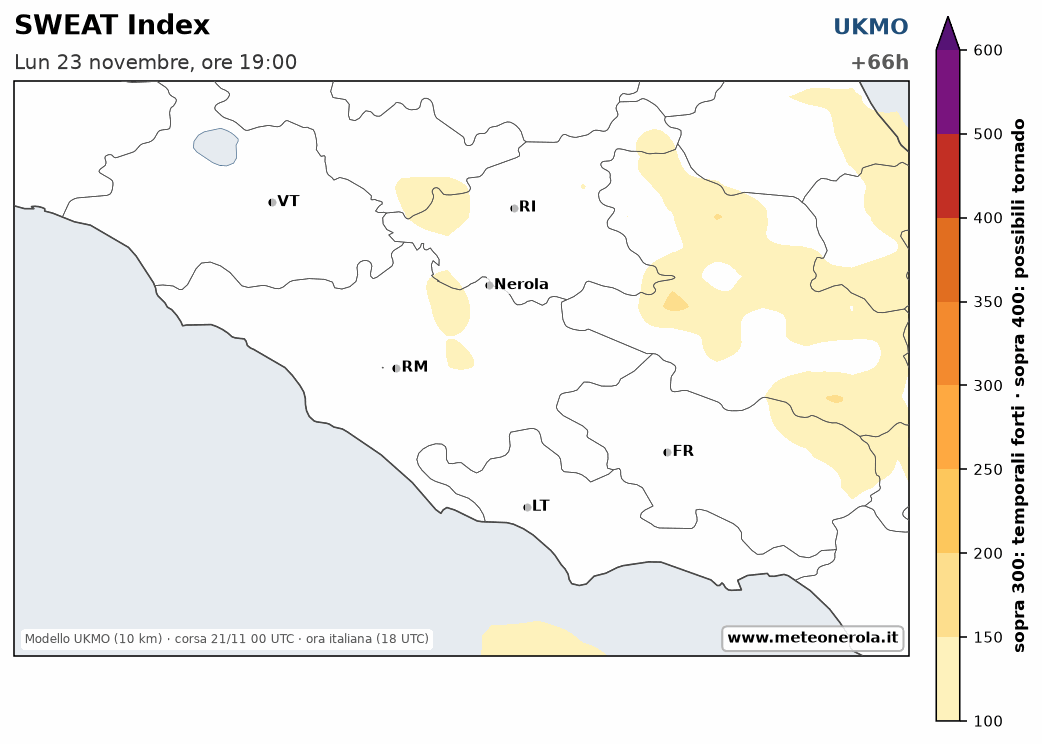 SWEAT Index
UKMO
Lun 23 novembre, ore 19:00
+66h
VT
RI
Nerola
RM
FR
LT
Modello UKMO (10 km) · corsa 21/11 00 UTC · ora italiana (18 UTC)
www.meteonerola.it
600
500
400
350
300
250
200
150
100
sopra 300: temporali forti · sopra 400: possibili tornado